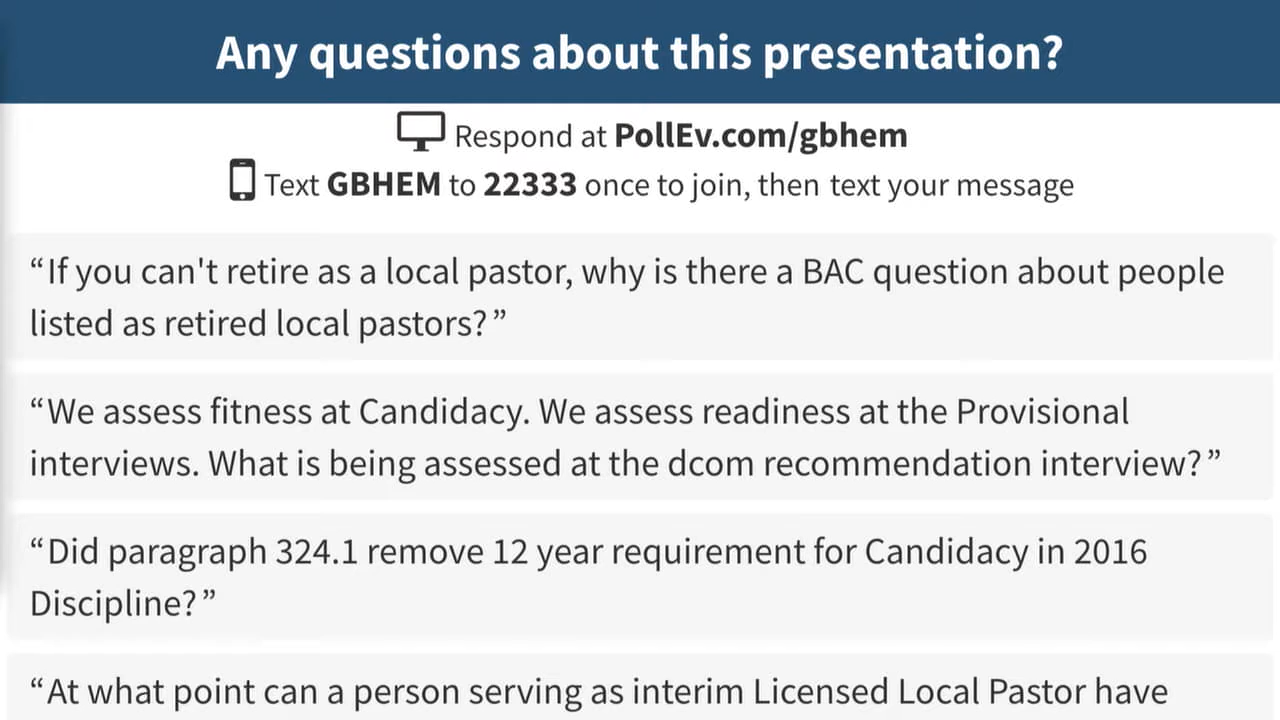 Any questions about this presentation?
Respond at PollEv.com/gbhem
Text GBHEM to 22333 once to join, then text your message
“If you can't retire as a local pastor, why is there a BAC question about people
listed as retired local pastors?”
“We assess fitness at Candidacy. We assess readiness at the Provisional
interviews. What is being assessed at the dcom recommendation interview?”
“Did paragraph 324.1 remove 12 year requirement for Candidacy in 2016
Discipline?”
“At what point can a person serving as interim Licensed Local Pastor have